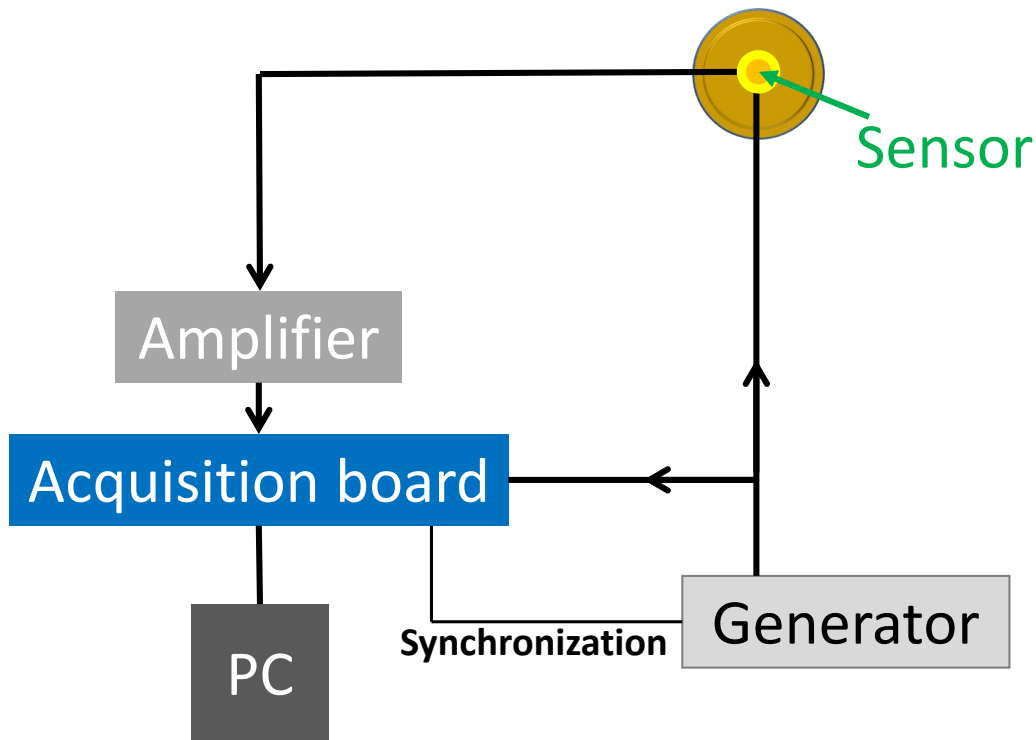 Sensor
Amplifier
Acquisition board
Generator
Synchronization
PC